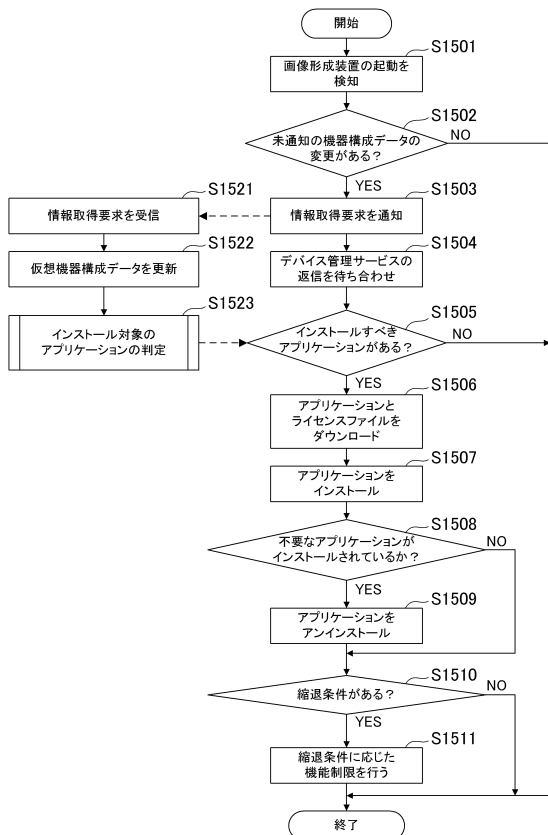 開始
S1501
画像形成装置の起動を
検知
S1502
未通知の機器構成データの
変更がある?
NO
YES
S1521
情報取得要求を受信
S1503
情報取得要求を通知
S1522
仮想機器構成データを更新
S1504
デバイス管理サービスの
返信を待ち合わせ
S1523
インストール対象の
アプリケーションの判定
S1505
インストールすべき
アプリケーションがある?
NO
YES
S1506
アプリケーションと
ライセンスファイルを
ダウンロード
S1507
アプリケーションを
インストール
S1508
不要なアプリケーションが
インストールされているか?
NO
YES
S1509
アプリケーションを
アンインストール
S1510
縮退条件がある?
NO
YES
S1511
縮退条件に応じた
機能制限を行う
終了